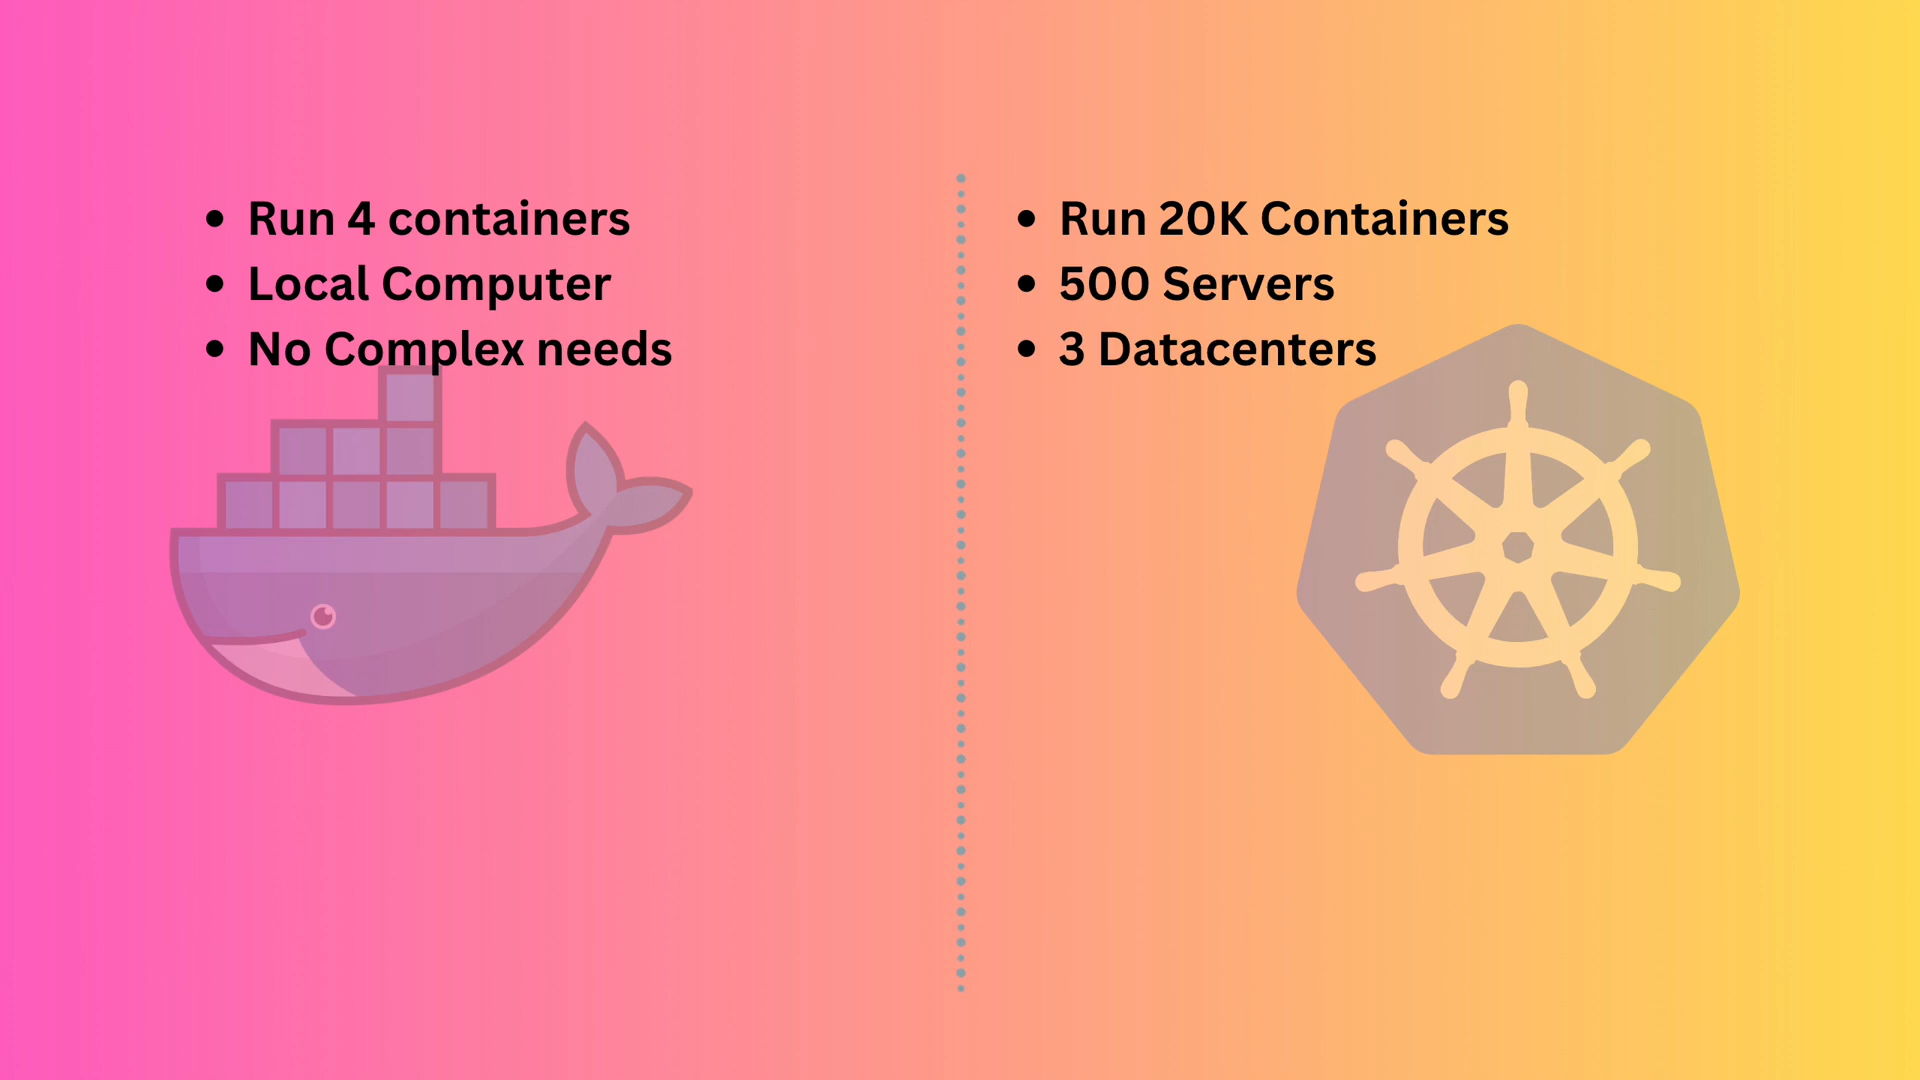 • Run 4 containers
• Local Computer
• No Complex needs
• Run 20K Containers
• 500 Servers
• 3 Datacenters